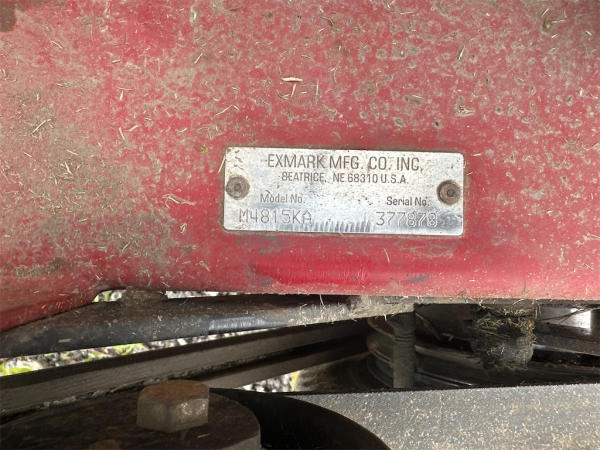 EXMARK MFG. CO. INC.
BEATRICE, NE 68310 U.S.A.
Model No. Serial No.
M4815KA 377878